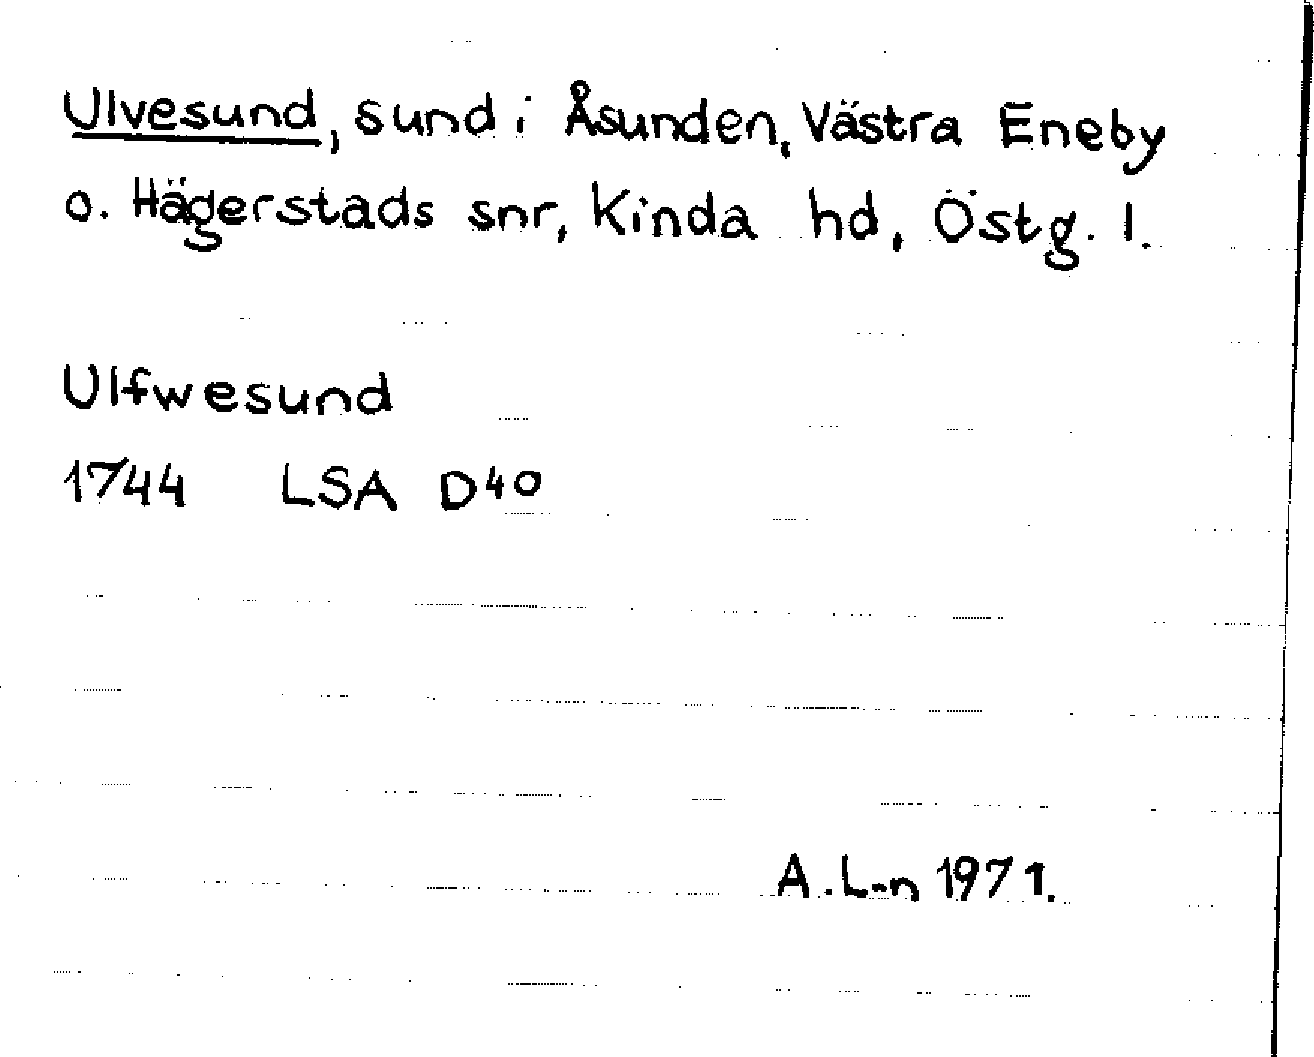 Ulvesund, sund i Åsunden, Västra Eneby
o. Hägerstads snr, Kinda hd, Östg. l.
Ulfwesund
1744 LSA D40
A. L-n 1971.